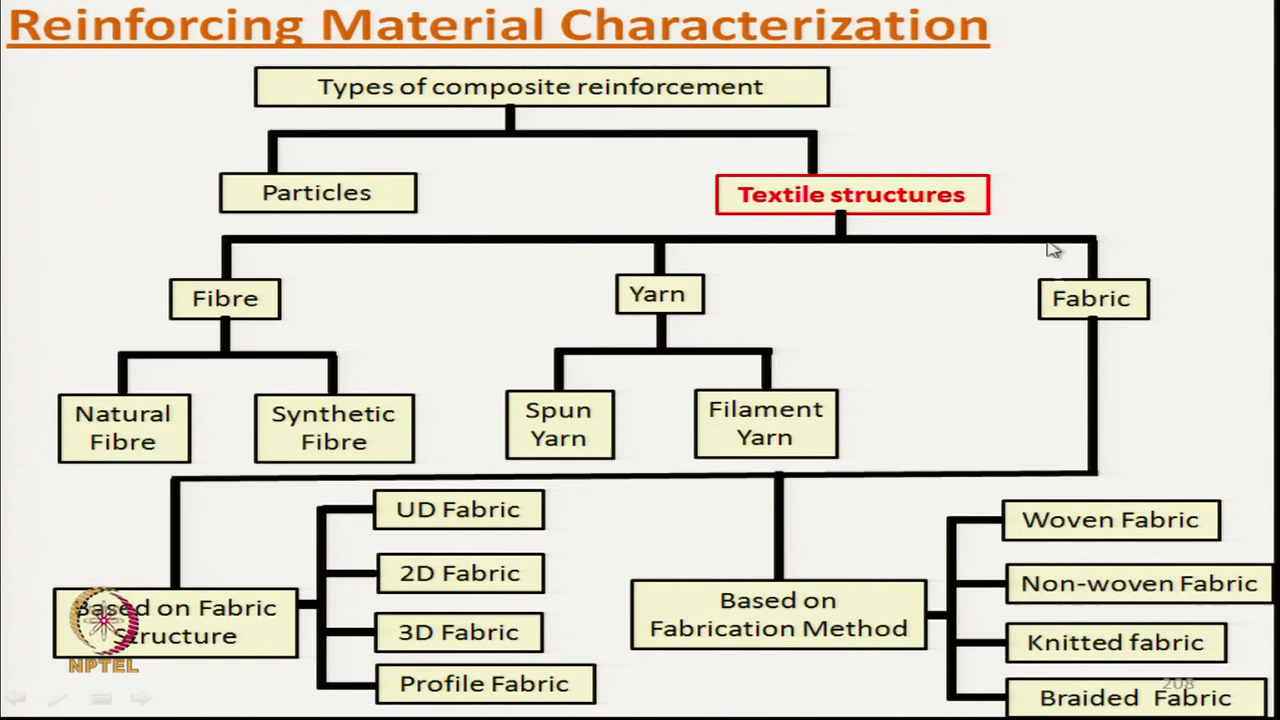 Reinforcing Material Characterization
Types of composite reinforcement
Particles
Textile structures
Fibre
Yarn
Fabric
Natural
Fibre
Synthetic
Fibre
Spun
Yarn
Filament
Yarn
Based on Fabric
Structure
UD Fabric
2D Fabric
3D Fabric
Profile Fabric
Based on
Fabrication Method
Woven Fabric
Non-woven Fabric
Knitted fabric
Braided Fabric
208
NPTEL